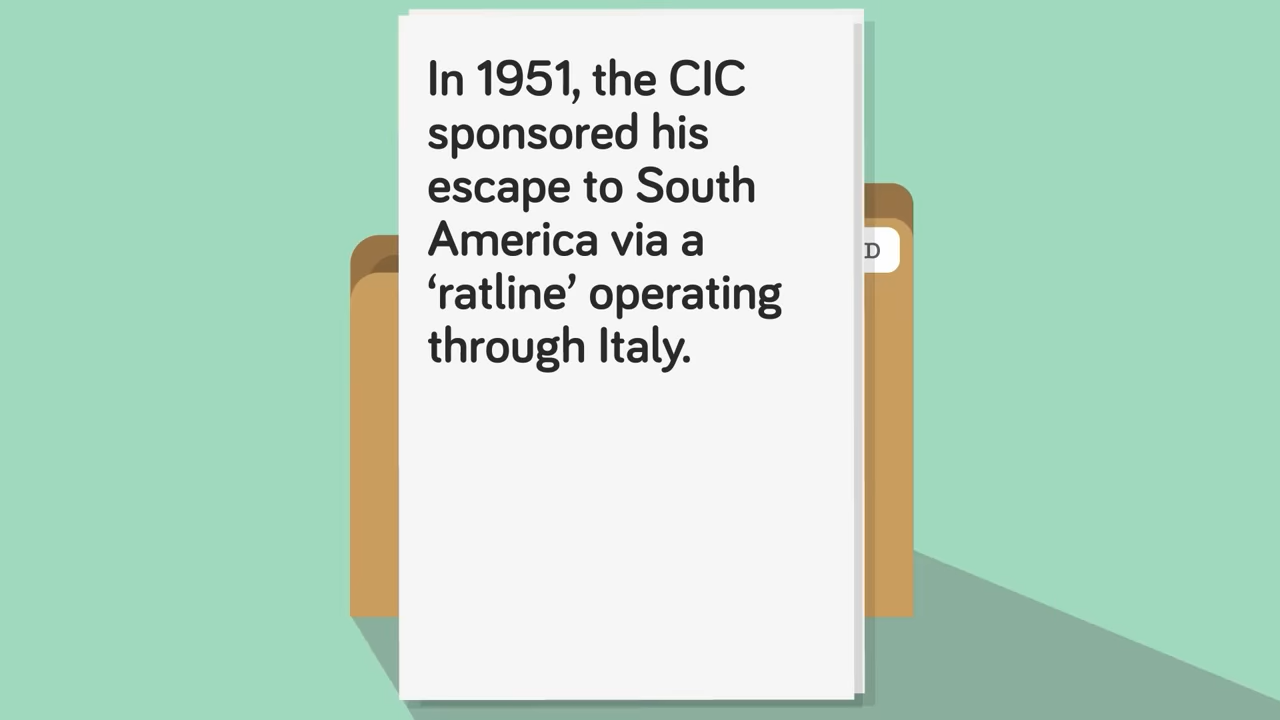 In 1951, the CIC
sponsored his
escape to South
America via a
‘ratline’ operating
through Italy.
D